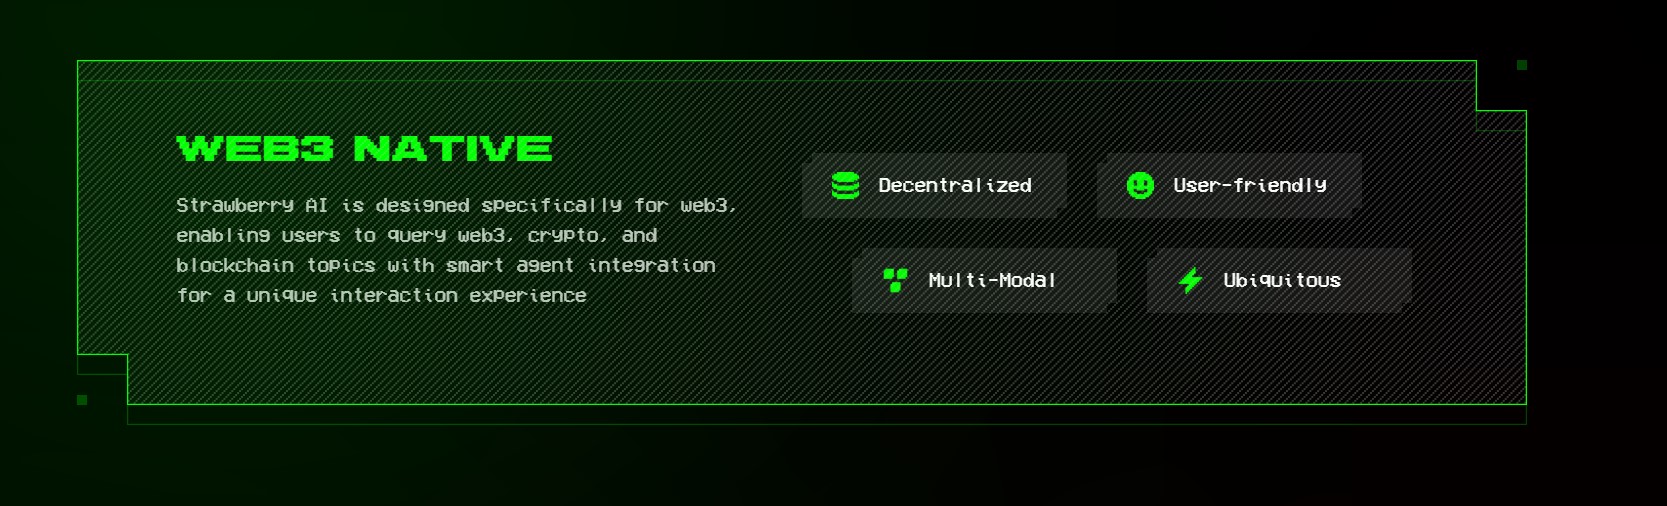 WEB3 NATIVE
Strawberry AI is designed specifically for web3,
enabling users to query web3, crypto, and
blockchain topics with smart agent integration
for a unique interaction experience
Decentralized
User-friendly
Multi-Modal
Ubiquitous